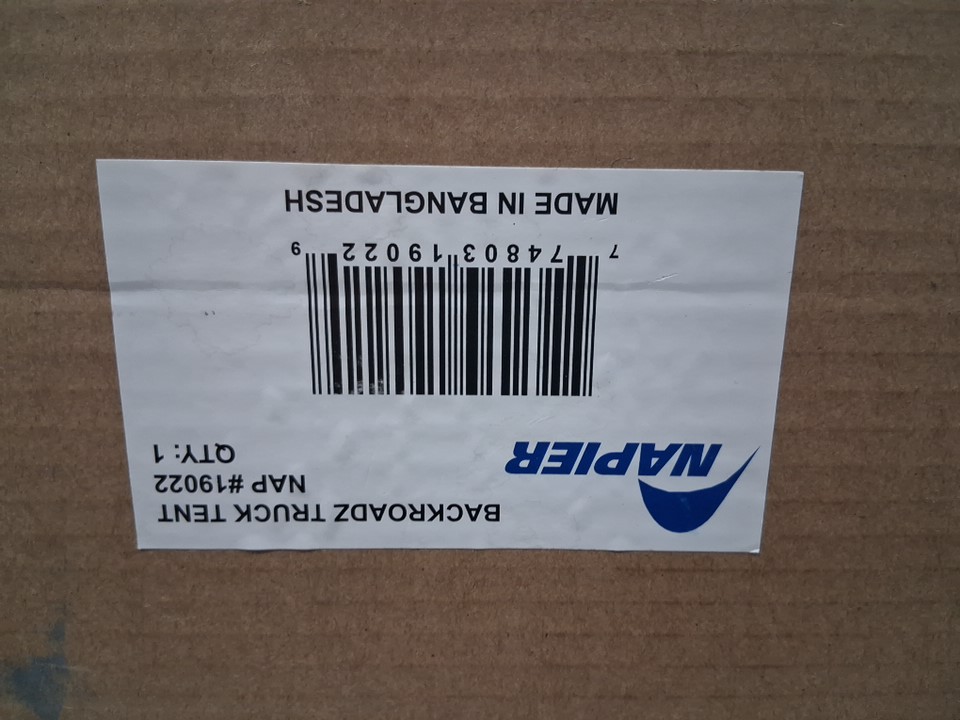 BACKROADZ TRUCK TENT
NAP #19022
QTY: 1
NAPIER
7 74803 19022 9
MADE IN BANGLADESH